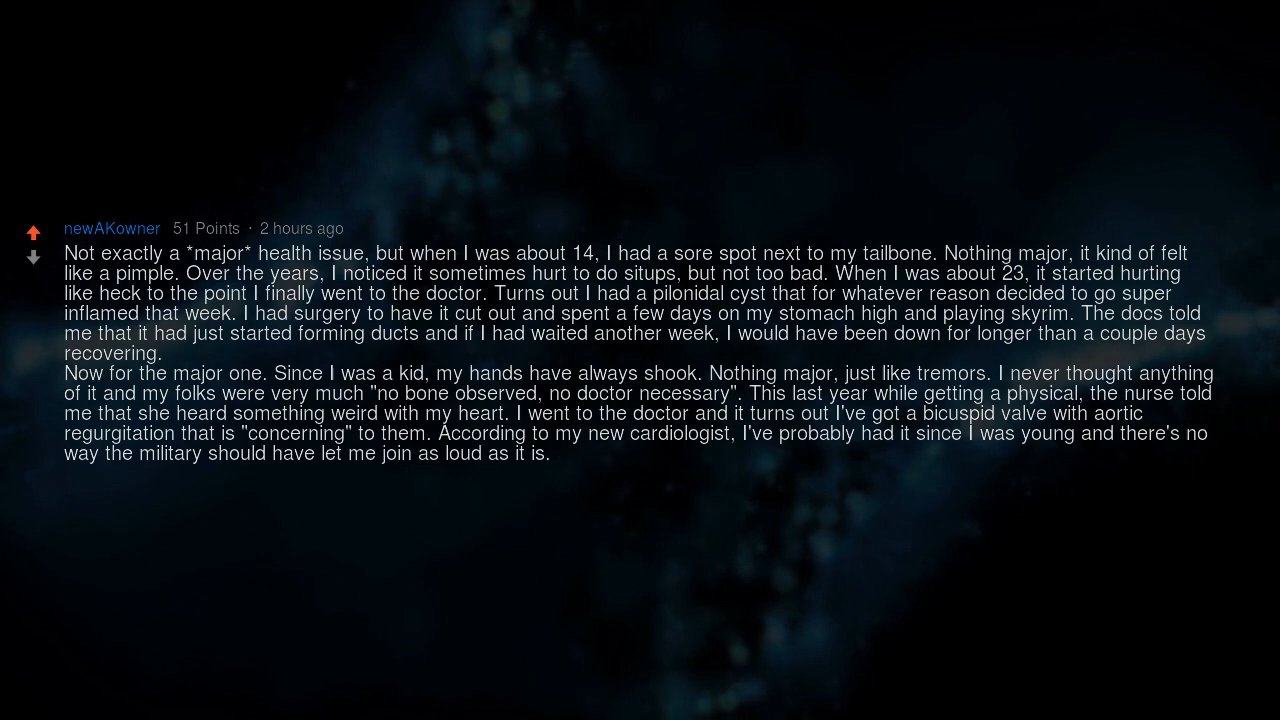 newAKowner 51 Points · 2 hours ago
Not exactly a *major* health issue, but when I was about 14, I had a sore spot next to my tailbone. Nothing major, it kind of felt
like a pimple. Over the years, I noticed it sometimes hurt to do situps, but not too bad. When I was about 23, it started hurting
like heck to the point I finally went to the doctor. Turns out I had a pilonidal cyst that for whatever reason decided to go super
inflamed that week. I had surgery to have it cut out and spent a few days on my stomach high and playing skyrim. The docs told
me that it had just started forming ducts and if I had waited another week, I would have been down for longer than a couple days
recovering.
Now for the major one. Since I was a kid, my hands have always shook. Nothing major, just like tremors. I never thought anything
of it and my folks were very much "no bone observed, no doctor necessary". This last year while getting a physical, the nurse told
me that she heard something weird with my heart. I went to the doctor and it turns out I've got a bicuspid valve with aortic
regurgitation that is "concerning" to them. According to my new cardiologist, I've probably had it since I was young and there's no
way the military should have let me join as loud as it is.